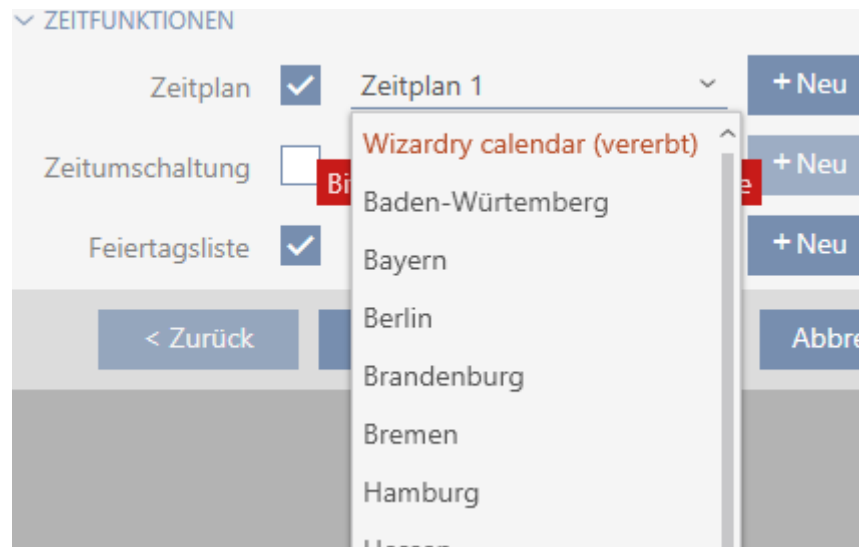 ZEITFUNKTIONEN
Zeitplan Zeitplan 1 + Neu
Wizardry calendar (vererbt)
Zeitumschaltung + Neu
Baden-Würtemberg
Feiertagsliste + Neu
Bayern
Berlin
< Zurück
Brandenburg
Bremen
Hamburg